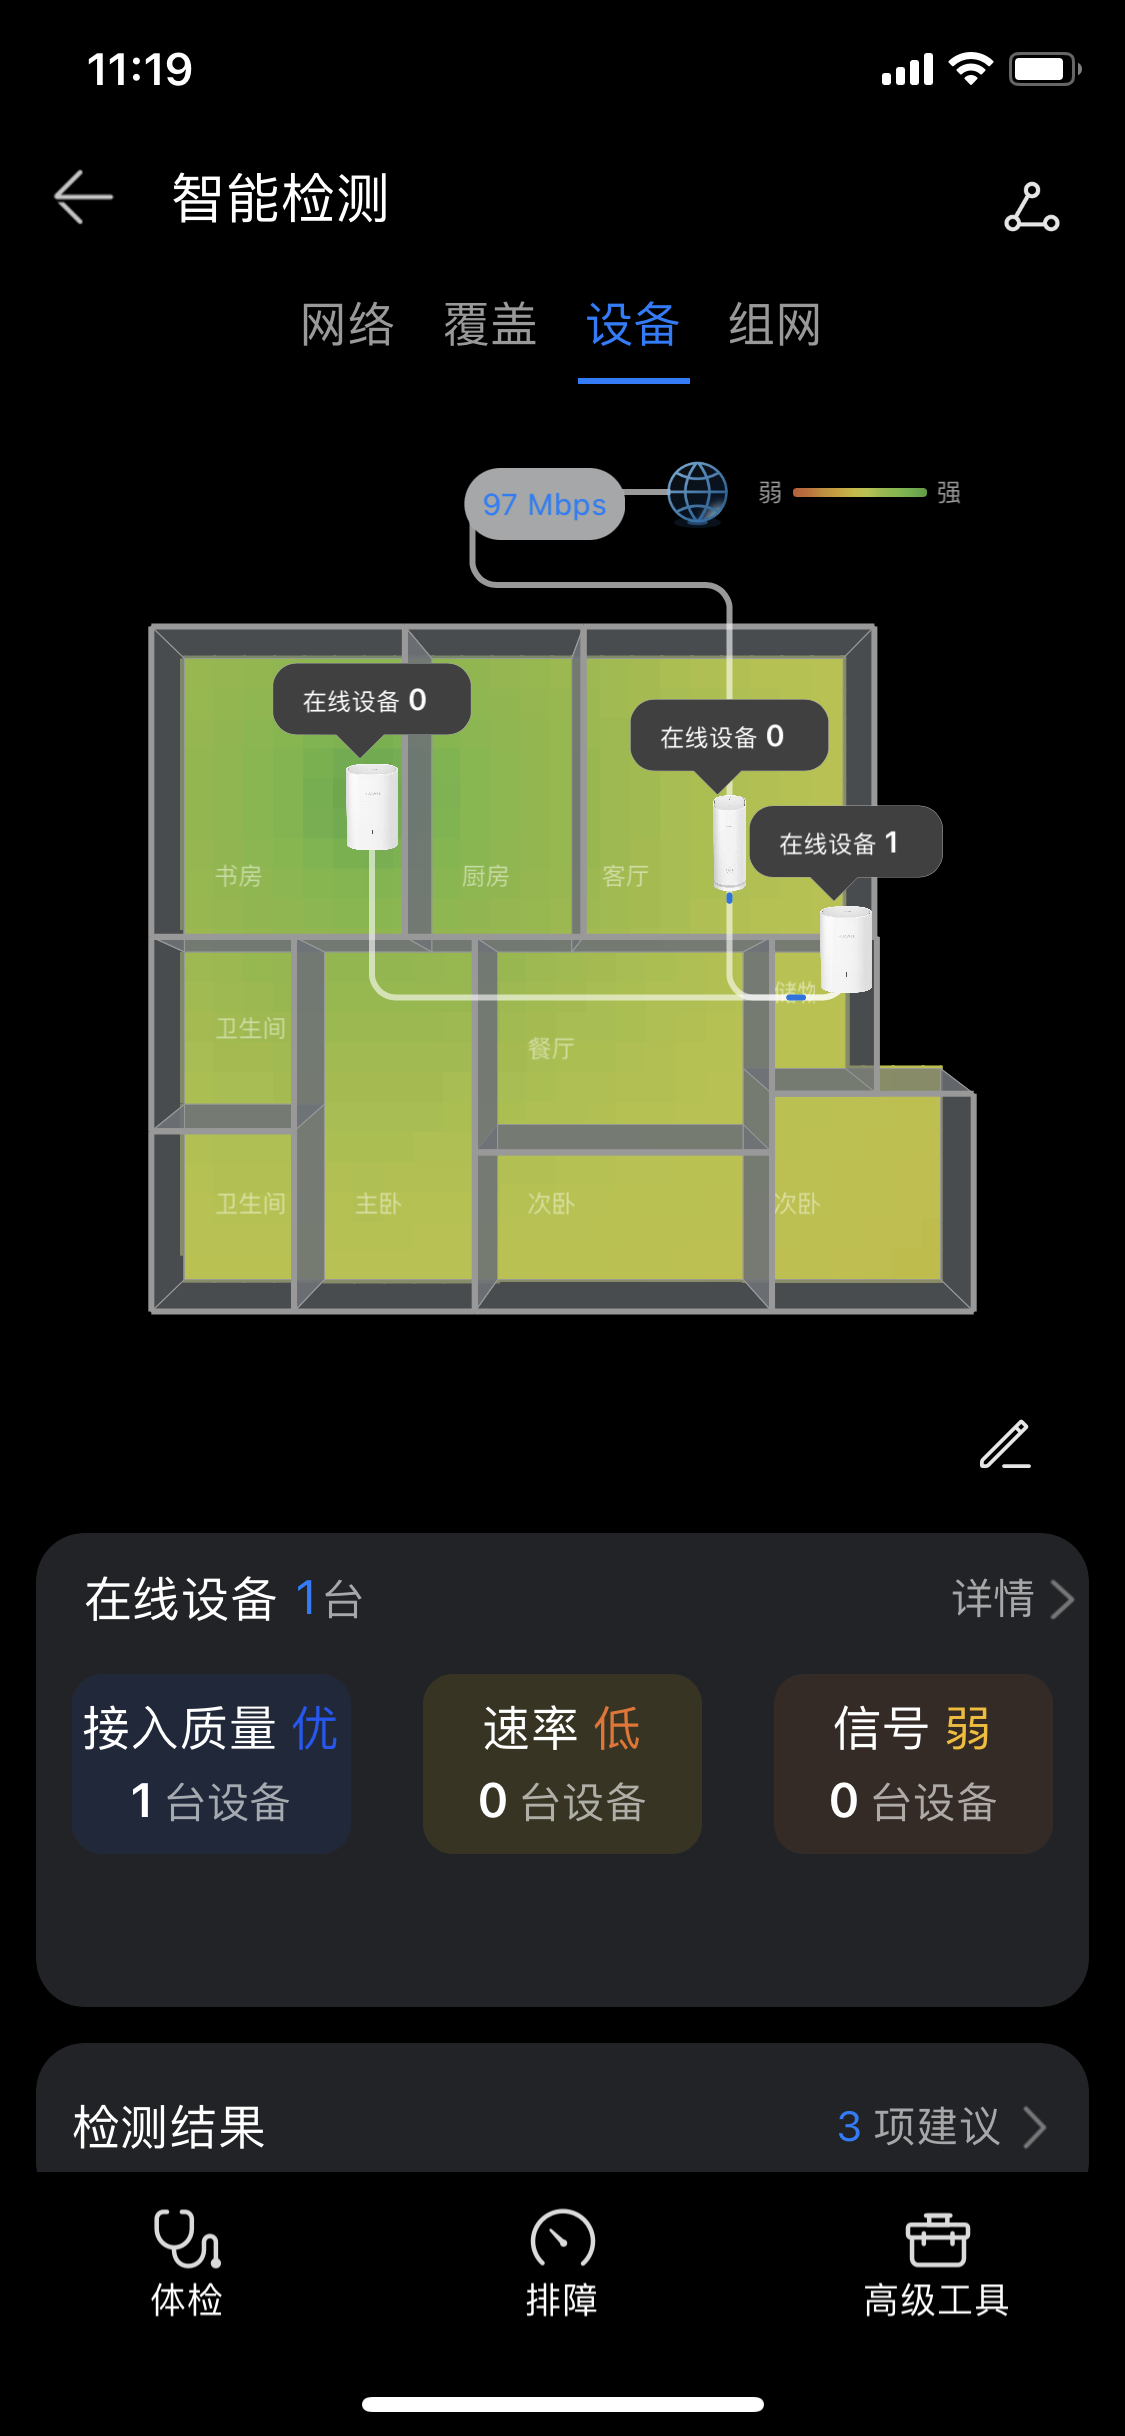 11:19
智能检测
网络 覆盖 设备 组网
97 Mbps
弱 强
在线设备 0
在线设备 0
在线设备 1
书房 厨房 客厅
储物
卫生间 餐厅
卫生间 主卧 次卧 次卧
在线设备 1台 详情
接入质量 优 速率 低 信号 弱
1 台设备 0 台设备 0 台设备
检测结果 3 项建议
体检 排障 高级工具